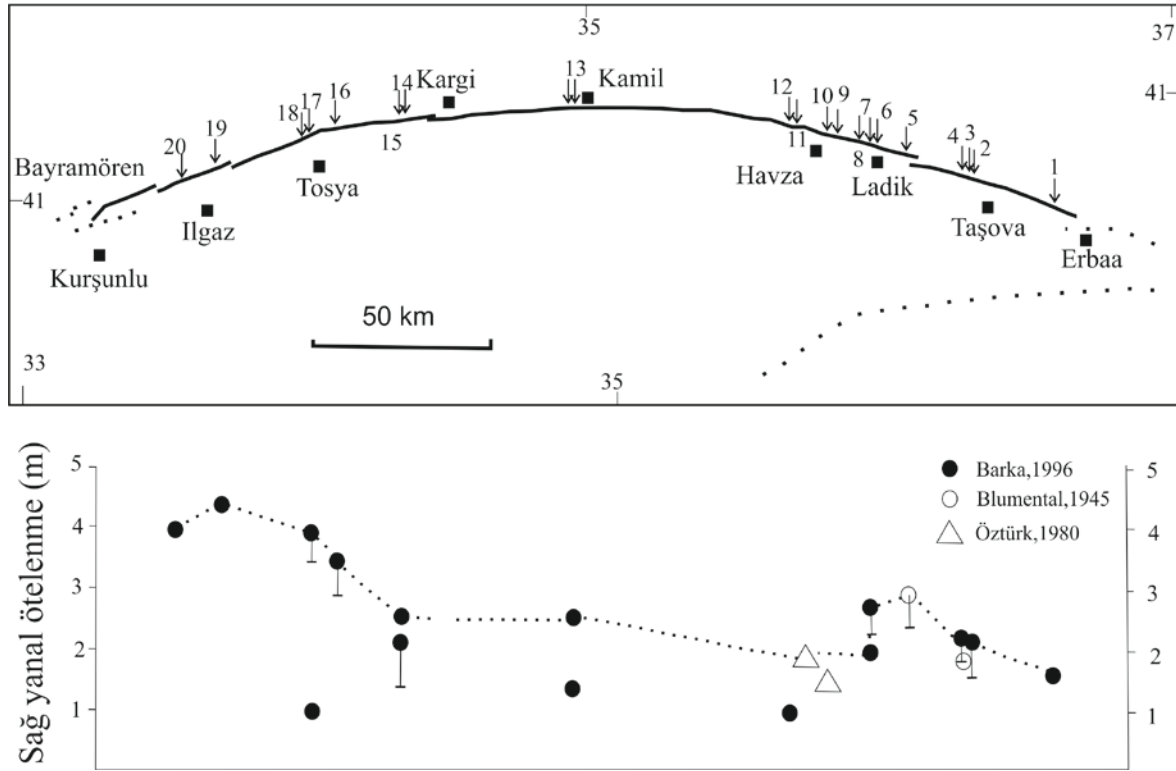 35
37
41
41
33
35
13
Kamil
Kargi
14
15
16
17
18
19
20
12
11
10
9
7
8
6
5
4
3
2
1
Bayramören
Tosya
Ilgaz
Kurşunlu
Havza
Ladik
Taşova
Erbaa
50 km
Sağ yanal ötelenme (m)
5
4
3
2
1
5
4
3
2
1
Barka,1996
Blumental,1945
Öztürk,1980